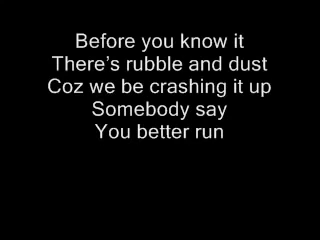 Before you know it
There’s rubble and dust
Coz we be crashing it up
Somebody say
You better run